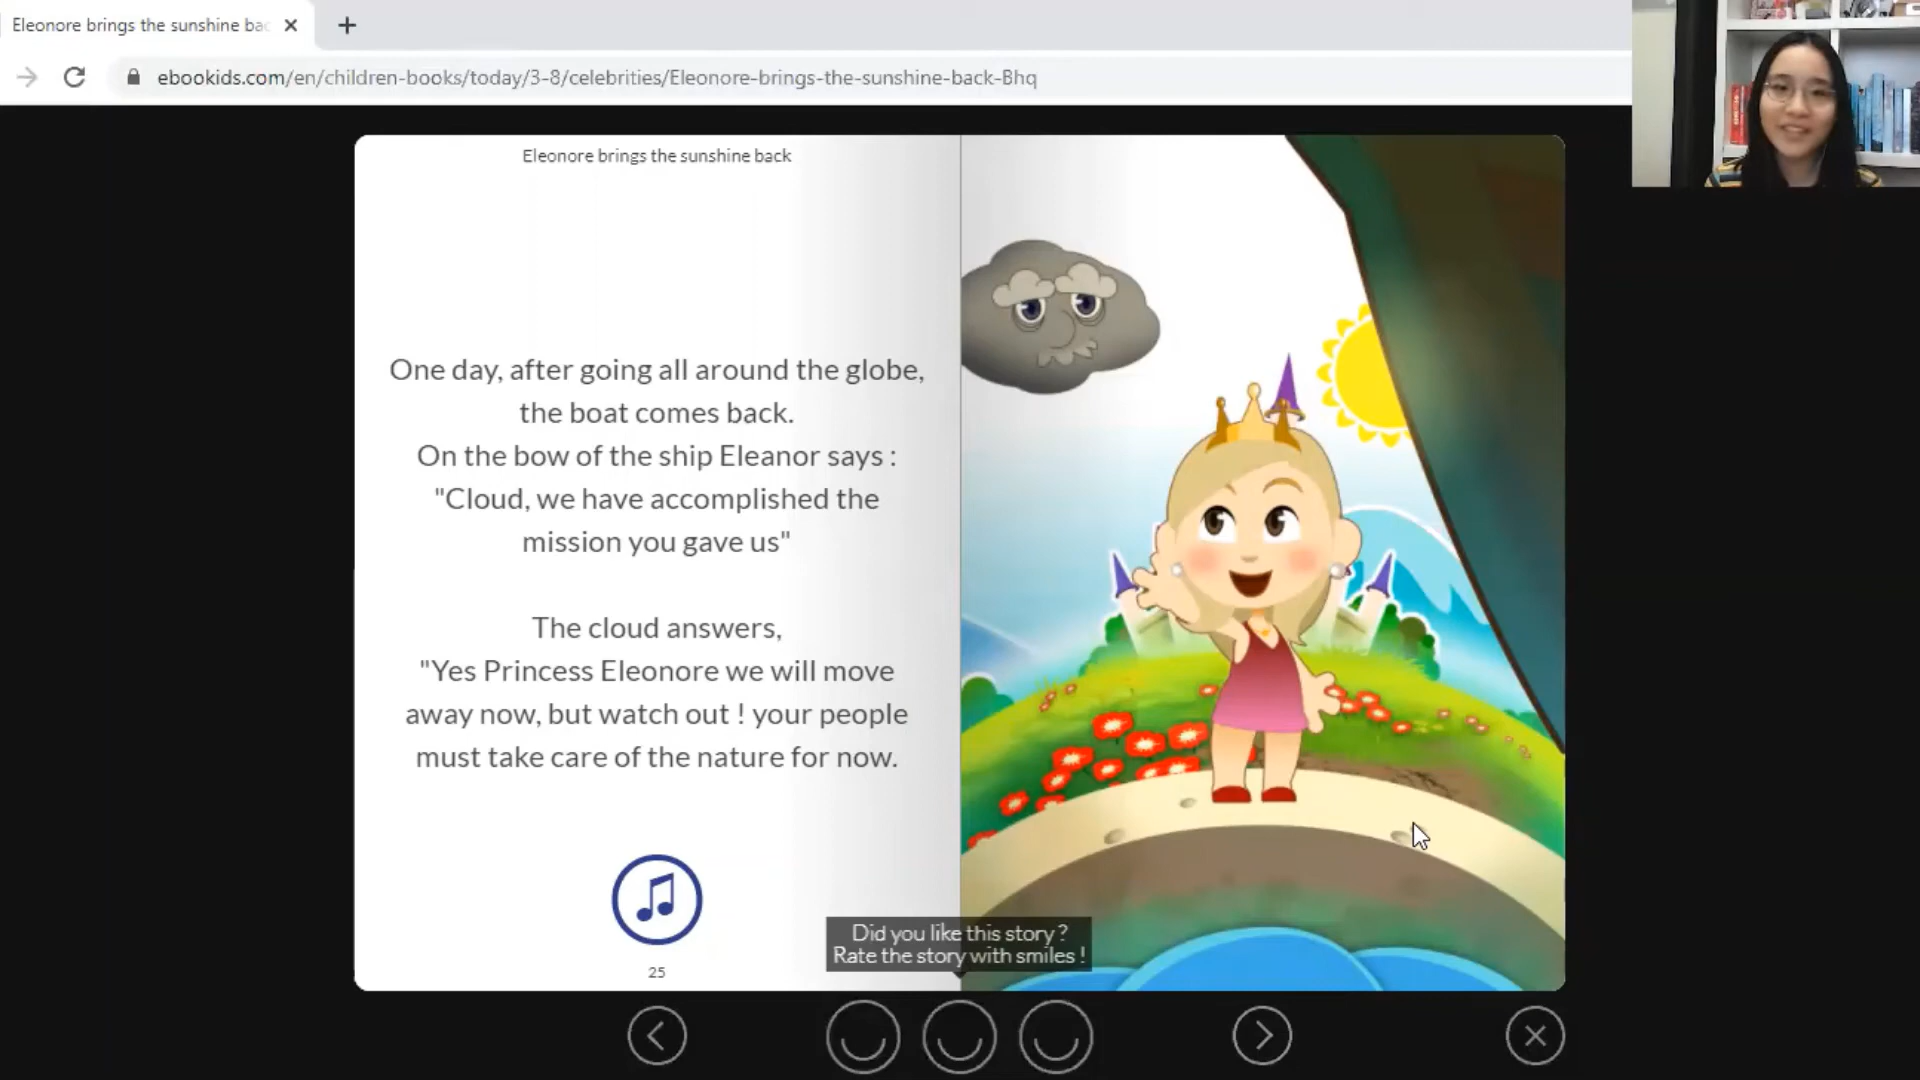 Eleonore brings the sunshine bac
ebookids.com/en/children-books/today/3-8/celebrities/Eleonore-brings-the-sunshine-back-Bhq
Eleonore brings the sunshine back
One day, after going all around the globe,
the boat comes back.
On the bow of the ship Eleanor says :
"Cloud, we have accomplished the
mission you gave us"
The cloud answers,
"Yes Princess Eleonore we will move
away now, but watch out ! your people
must take care of the nature for now.
25
Did you like this story ?
Rate the story with smiles !